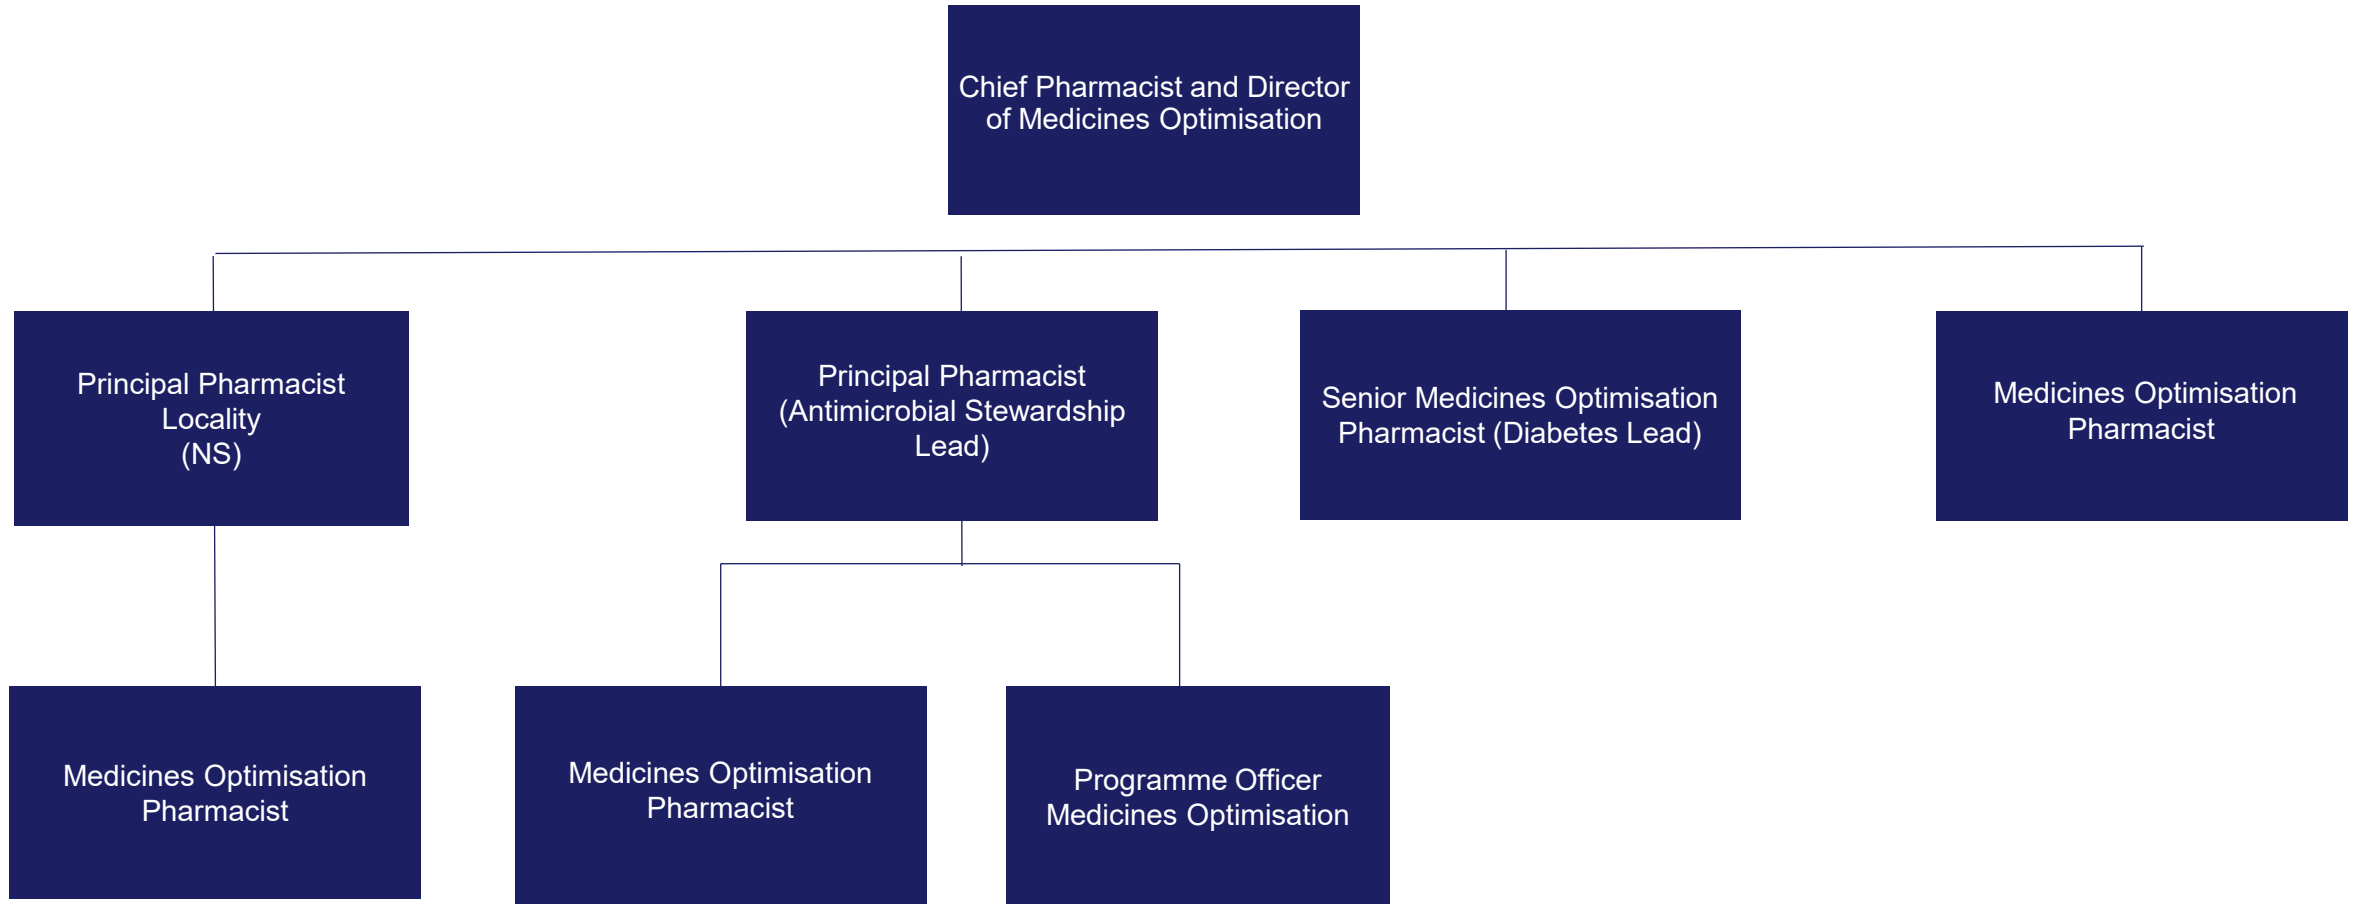 Chief Pharmacist and Director
of Medicines Optimisation
Principal Pharmacist
Locality
(NS)
Principal Pharmacist
(Antimicrobial Stewardship
Lead)
Senior Medicines Optimisation
Pharmacist (Diabetes Lead)
Medicines Optimisation
Pharmacist
Medicines Optimisation
Pharmacist
Medicines Optimisation
Pharmacist
Programme Officer
Medicines Optimisation